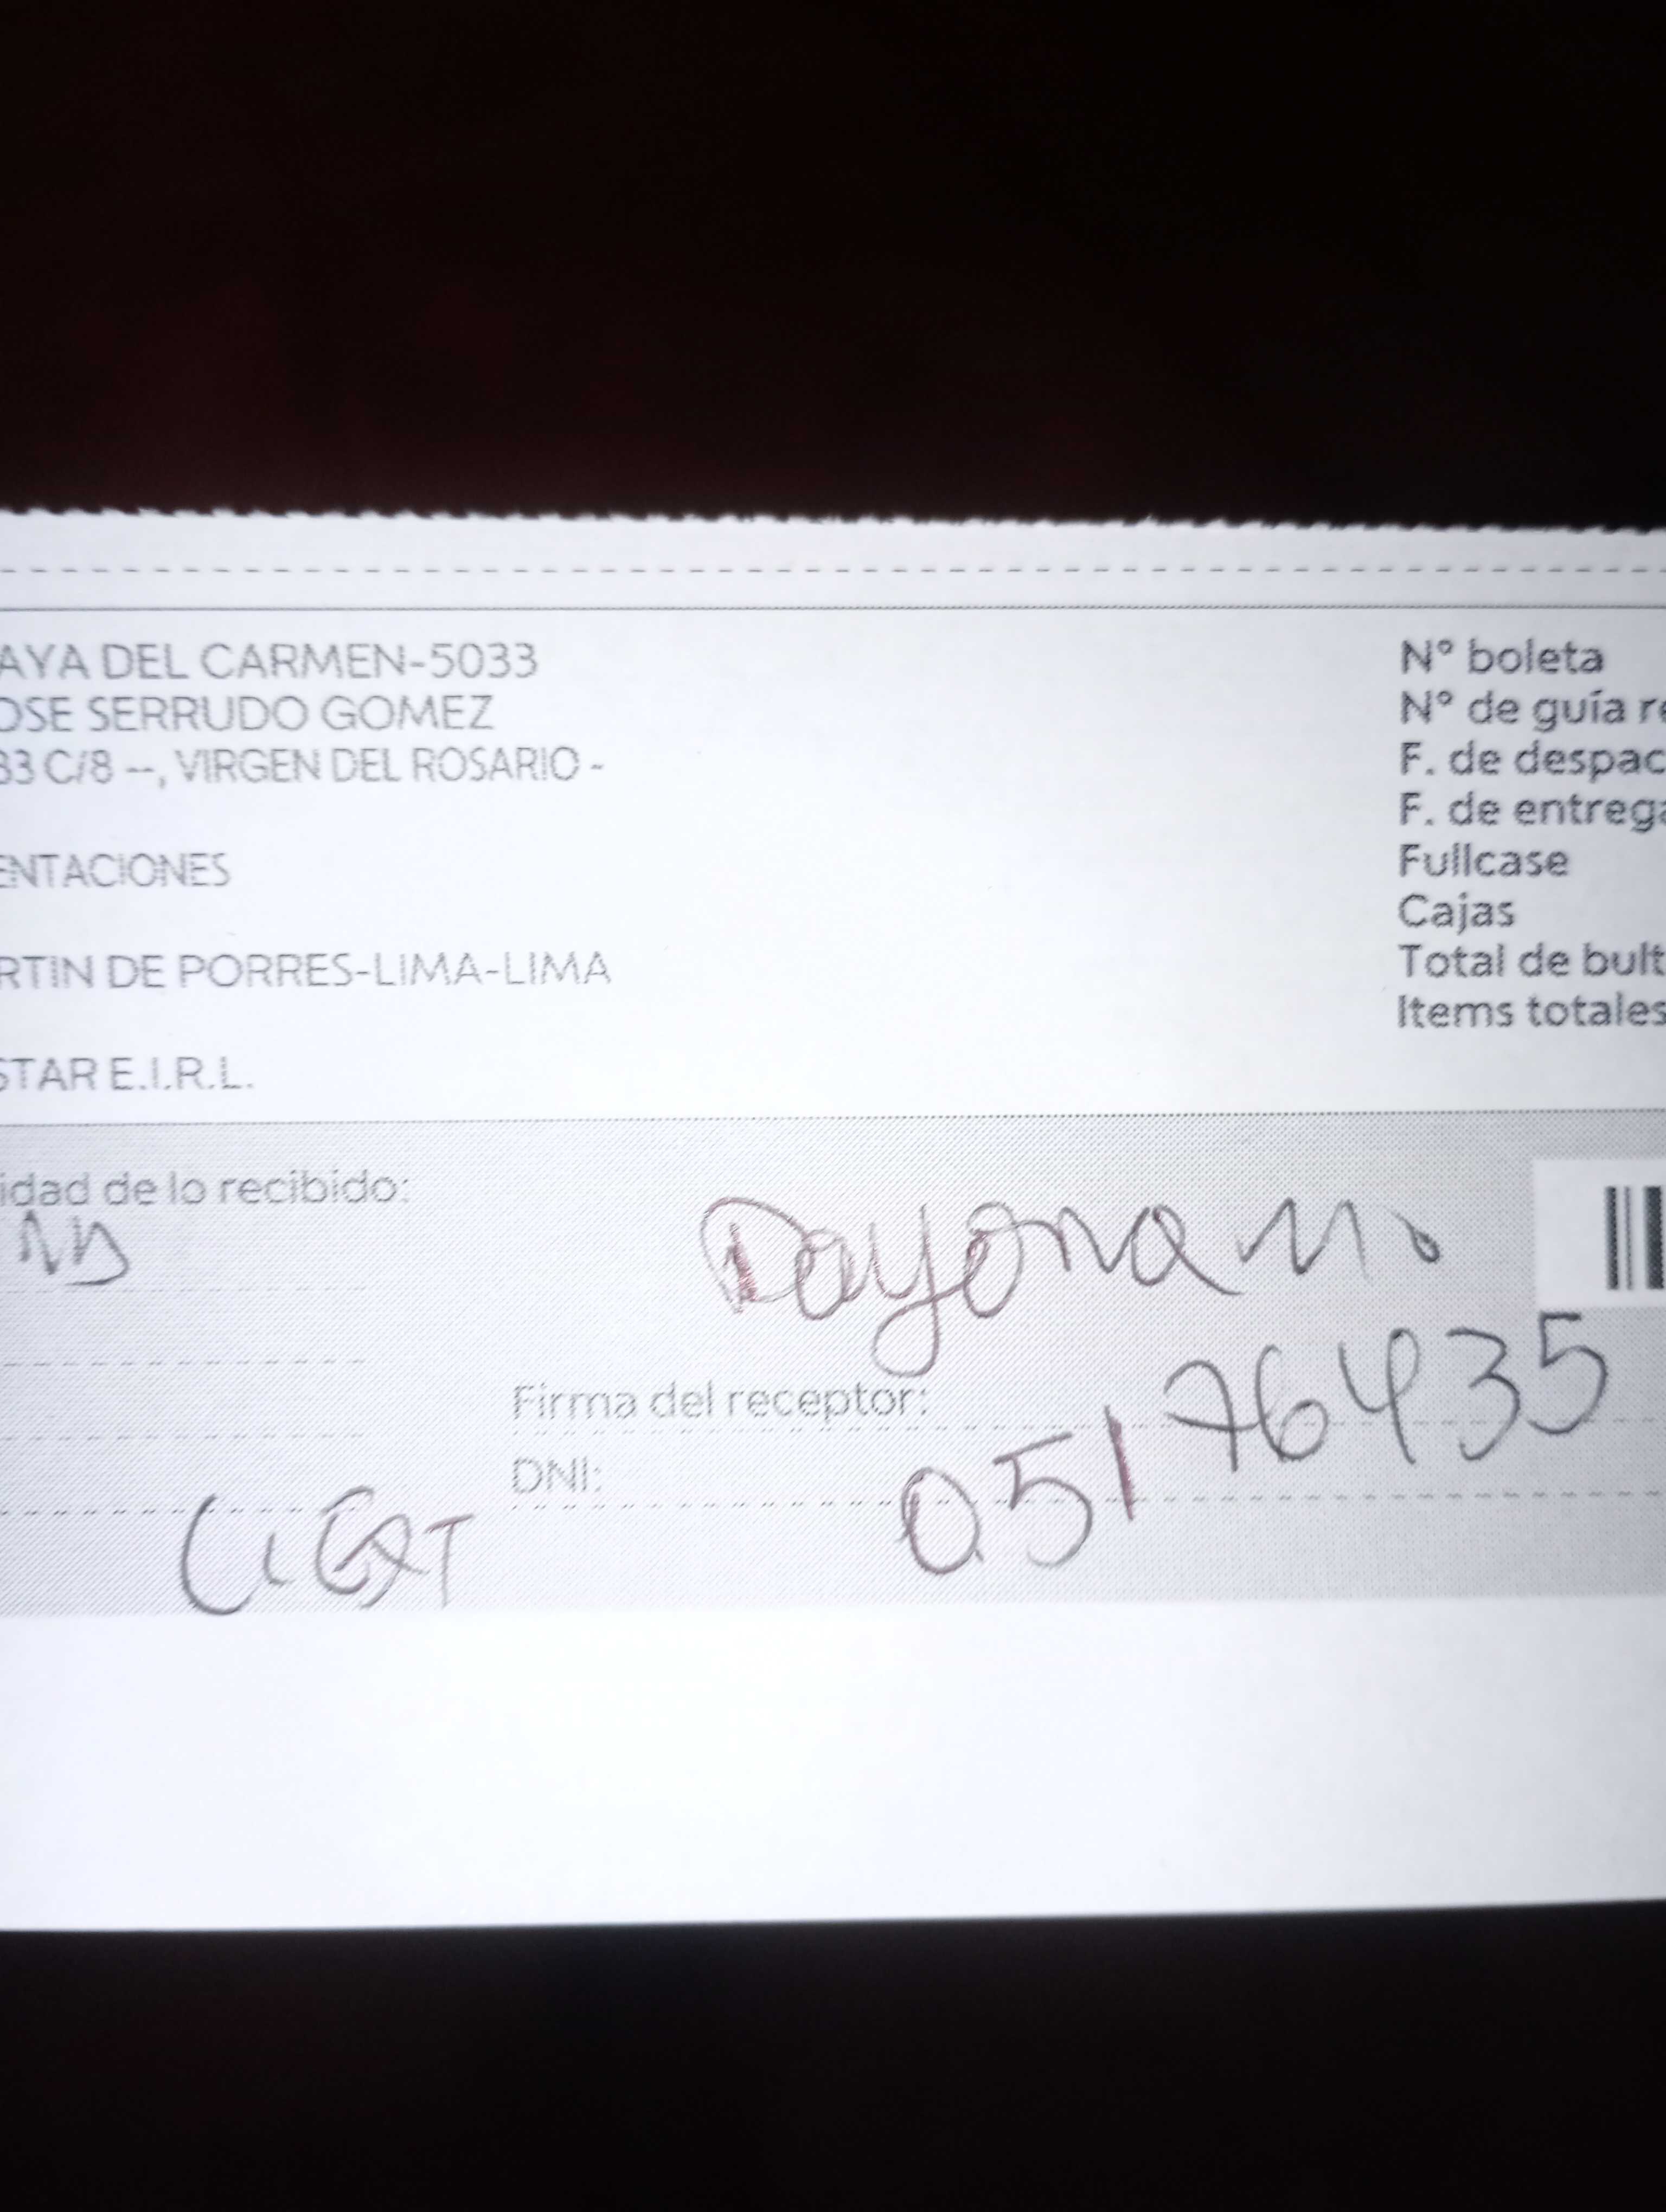 AYA DEL CARMEN-5033
OSE SERRUDO GOMEZ
33 C/8 --, VIRGEN DEL ROSARIO -
ENTACIONES
RTIN DE PORRES-LIMA-LIMA
STAR E.I.R.L.
N° boleta
N° de guía re
F. de despac
F. de entrega
Fullcase
Cajas
Total de bult
Items totales
idad de lo recibido:
Dayona
Firma del receptor:
DNI:
05176435